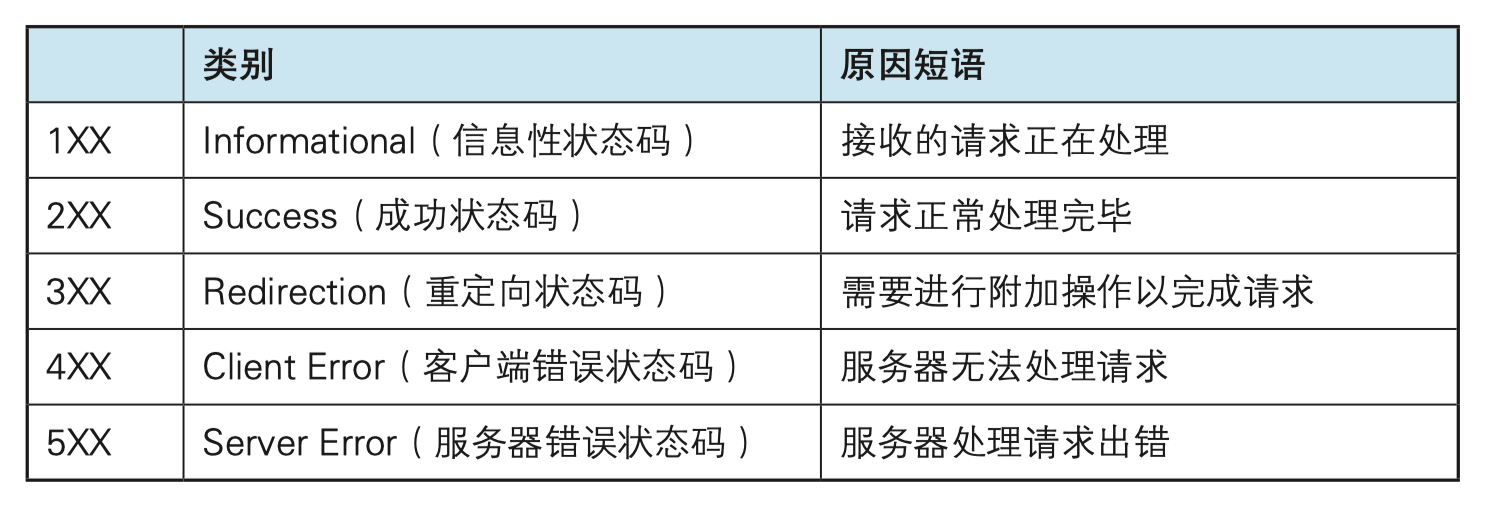 类别 原因短语
1XX Informational（信息性状态码） 接收的请求正在处理
2XX Success（成功状态码） 请求正常处理完毕
3XX Redirection（重定向状态码） 需要进行附加操作以完成请求
4XX Client Error（客户端错误状态码） 服务器无法处理请求
5XX Server Error（服务器错误状态码） 服务器处理请求出错